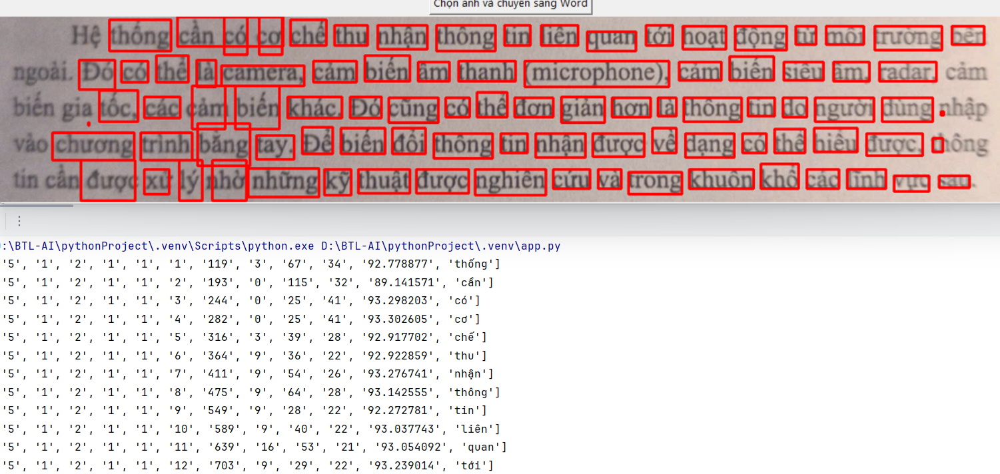 Chọn ảnh và chuyển sang Word
Hệ thống cần có cơ chế thu nhận thông tin liên quan tới hoạt động từ môi trường bên
ngoài. Đó có thể là camera, cảm biến âm thanh (microphone), cảm biến siêu âm, radar, cảm
biến gia tốc, các cảm biến khác. Đó cũng có thể đơn giản hơn là thông tin do người dùng nhập
vào chương trình bằng tay. Để biến đổi thông tin nhận được về dạng có thể hiểu được, thông
tin cần được xử lý nhờ những kỹ thuật được nghiên cứu và trong khuôn khổ các lĩnh vực sau.
:\BTL-AI\pythonProject\.venv\Scripts\python.exe D:\BTL-AI\pythonProject\.venv\app.py
'5', '1', '2', '1', '1', '1', '119', '3', '67', '34', '92.778877', 'thống']
'5', '1', '2', '1', '1', '2', '193', '0', '115', '32', '89.141571', 'cần']
'5', '1', '2', '1', '1', '3', '244', '0', '25', '41', '93.298203', 'có']
'5', '1', '2', '1', '1', '4', '282', '0', '25', '41', '93.302605', 'cơ']
'5', '1', '2', '1', '1', '5', '316', '3', '39', '28', '92.917702', 'chế']
'5', '1', '2', '1', '1', '6', '364', '9', '36', '22', '92.922859', 'thu']
'5', '1', '2', '1', '1', '7', '411', '9', '54', '26', '93.276741', 'nhận']
'5', '1', '2', '1', '1', '8', '475', '9', '64', '28', '93.142555', 'thông']
'5', '1', '2', '1', '1', '9', '549', '9', '28', '22', '92.272781', 'tin']
'5', '1', '2', '1', '1', '10', '589', '9', '40', '22', '93.037743', 'liên']
'5', '1', '2', '1', '1', '11', '639', '16', '53', '21', '93.054092', 'quan']
'5', '1', '2', '1', '1', '12', '703', '9', '29', '22', '93.239014', 'tới']